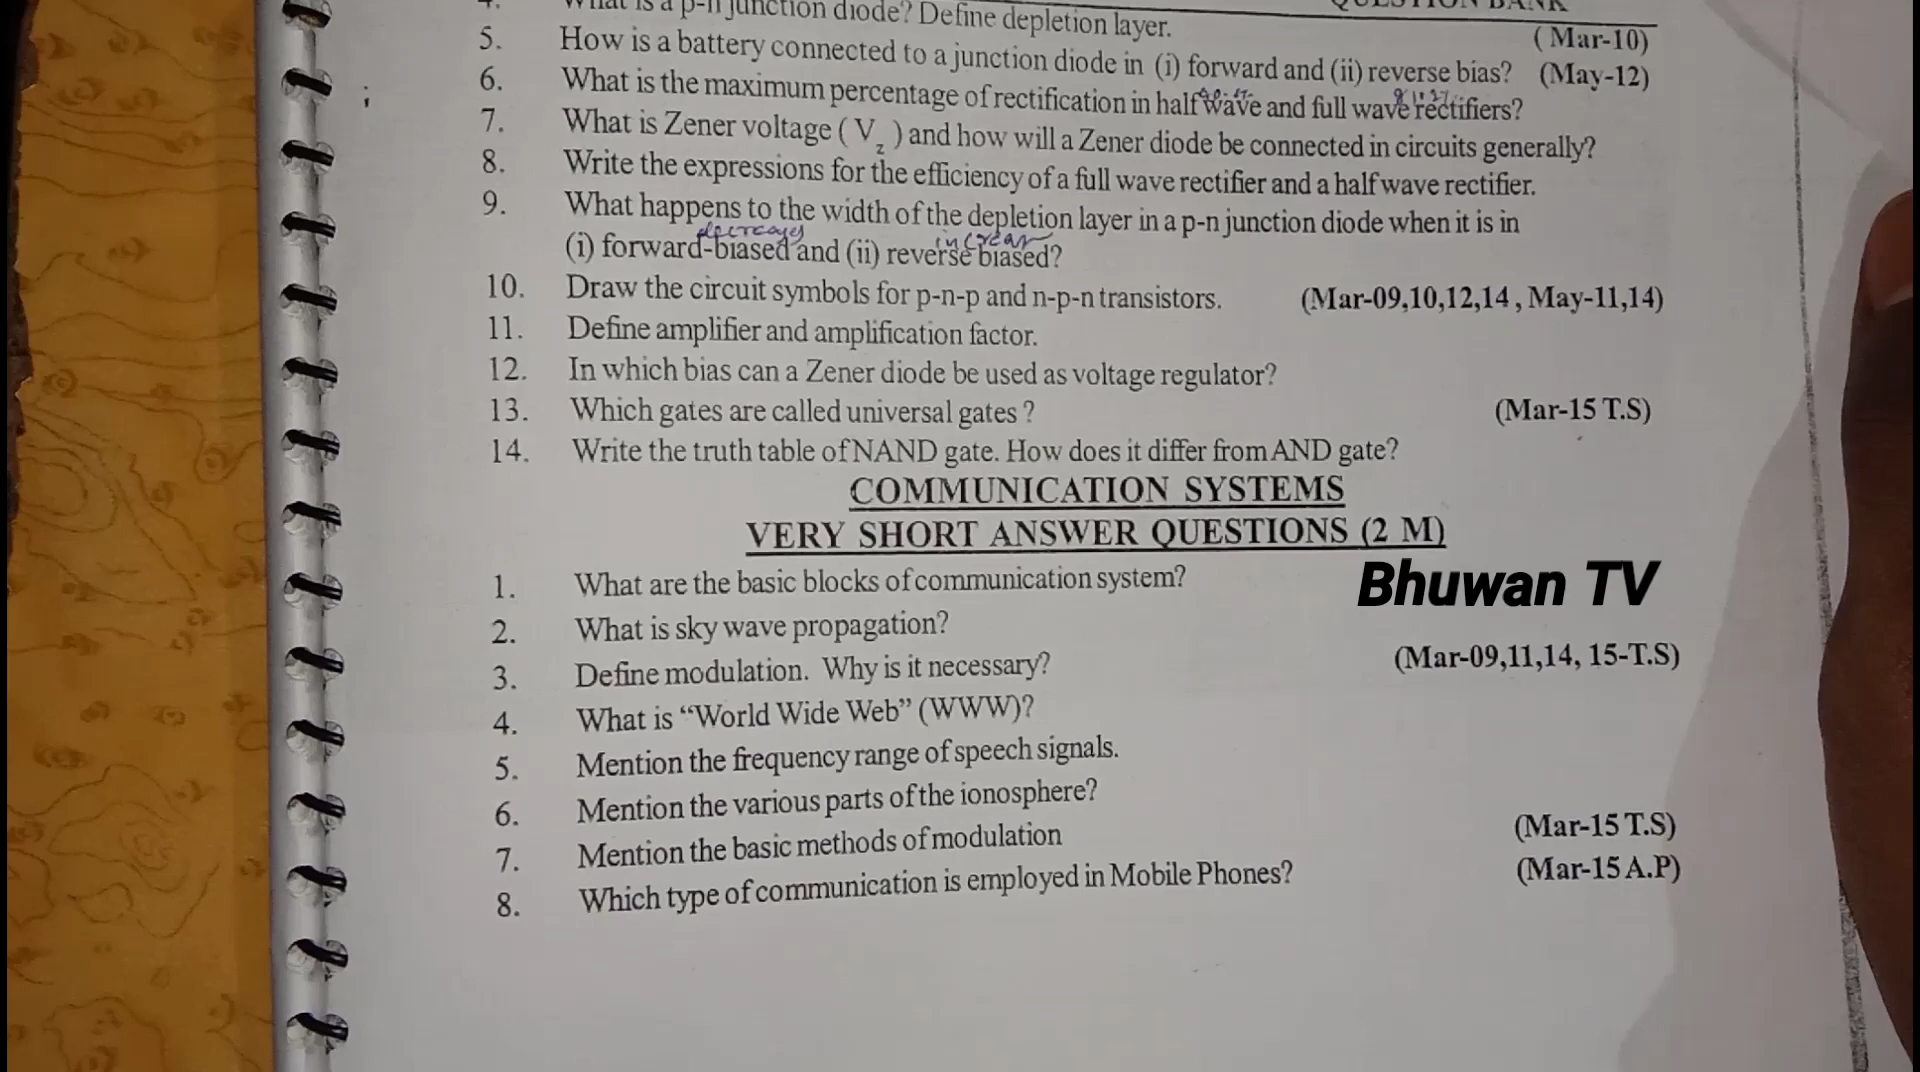 QUESTION BANK
4. What is a p-n junction diode? Define depletion layer. (Mar-10)
5. How is a battery connected to a junction diode in (i) forward and (ii) reverse bias? (May-12)
6. What is the maximum percentage of rectification in half wave and full wave rectifiers?
7. What is Zener voltage ( Vz ) and how will a Zener diode be connected in circuits generally?
8. Write the expressions for the efficiency of a full wave rectifier and a half wave rectifier.
9. What happens to the width of the depletion layer in a p-n junction diode when it is in
decreases
(i) forward-biased and (ii) reverse biased?
10. Draw the circuit symbols for p-n-p and n-p-n transistors. (Mar-09,10,12,14 , May-11,14)
11. Define amplifier and amplification factor.
12. In which bias can a Zener diode be used as voltage regulator?
13. Which gates are called universal gates ? (Mar-15 T.S)
14. Write the truth table of NAND gate. How does it differ from AND gate?
COMMUNICATION SYSTEMS
VERY SHORT ANSWER QUESTIONS (2 M)
1. What are the basic blocks of communication system?
Bhuwan TV
2. What is sky wave propagation?
3. Define modulation. Why is it necessary? (Mar-09,11,14, 15-T.S)
4. What is “World Wide Web” (WWW)?
5. Mention the frequency range of speech signals.
6. Mention the various parts of the ionosphere?
7. Mention the basic methods of modulation (Mar-15 T.S)
8. Which type of communication is employed in Mobile Phones? (Mar-15 A.P)